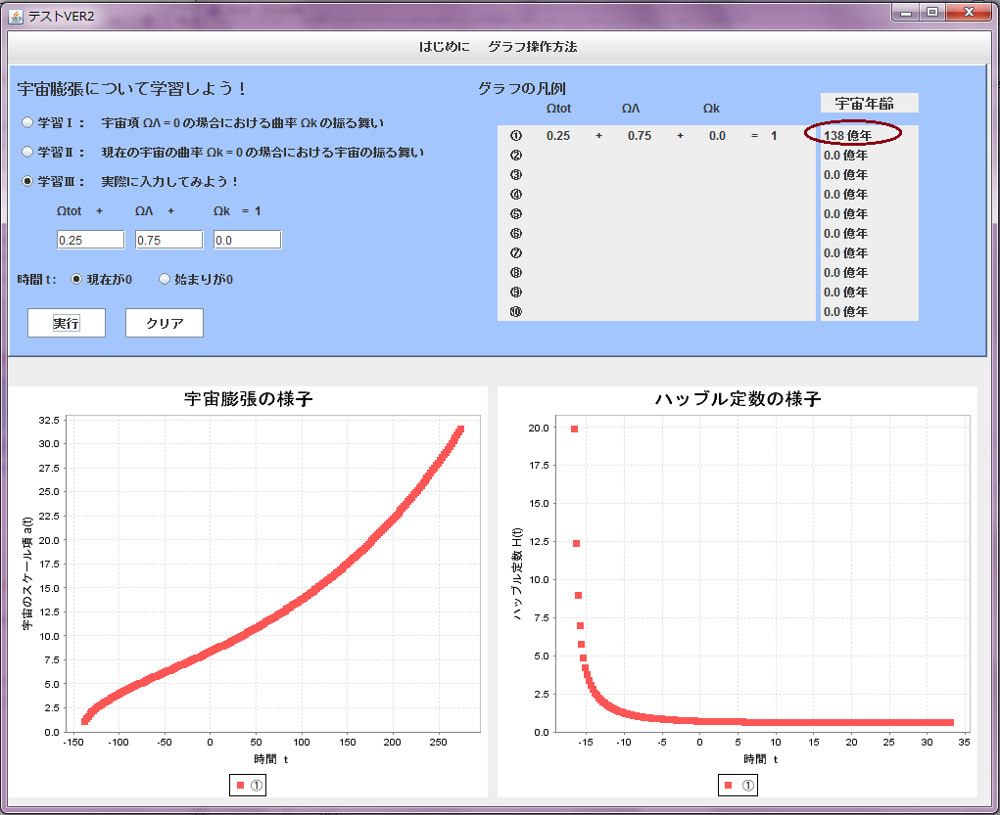 テストVER2
はじめに グラフ操作方法
宇宙膨張について学習しよう！
学習Ⅰ： 宇宙項 ΩΛ = 0 の場合における曲率 Ωk の振る舞い
学習Ⅱ： 現在の宇宙の曲率 Ωk = 0 の場合における宇宙の振る舞い
学習Ⅲ： 実際に入力してみよう！
Ωtot + ΩΛ + Ωk = 1
0.25 0.75 0.0
時間 t： 現在が0 始まりが0
実行 クリア
グラフの凡例
Ωtot ΩΛ Ωk 宇宙年齢
① 0.25 + 0.75 + 0.0 = 1 138 億年
② 0.0 億年
③ 0.0 億年
④ 0.0 億年
⑤ 0.0 億年
⑥ 0.0 億年
⑦ 0.0 億年
⑧ 0.0 億年
⑨ 0.0 億年
⑩ 0.0 億年
宇宙膨張の様子
宇宙のスケール項 a(t)
32.5
30.0
27.5
25.0
22.5
20.0
17.5
15.0
12.5
10.0
7.5
5.0
2.5
0.0
-150 -100 -50 0 50 100 150 200 250
時間 t
①
ハッブル定数の様子
ハッブル定数 H(t)
20.0
17.5
15.0
12.5
10.0
7.5
5.0
2.5
0.0
-15 -10 -5 0 5 10 15 20 25 30 35
時間 t
①